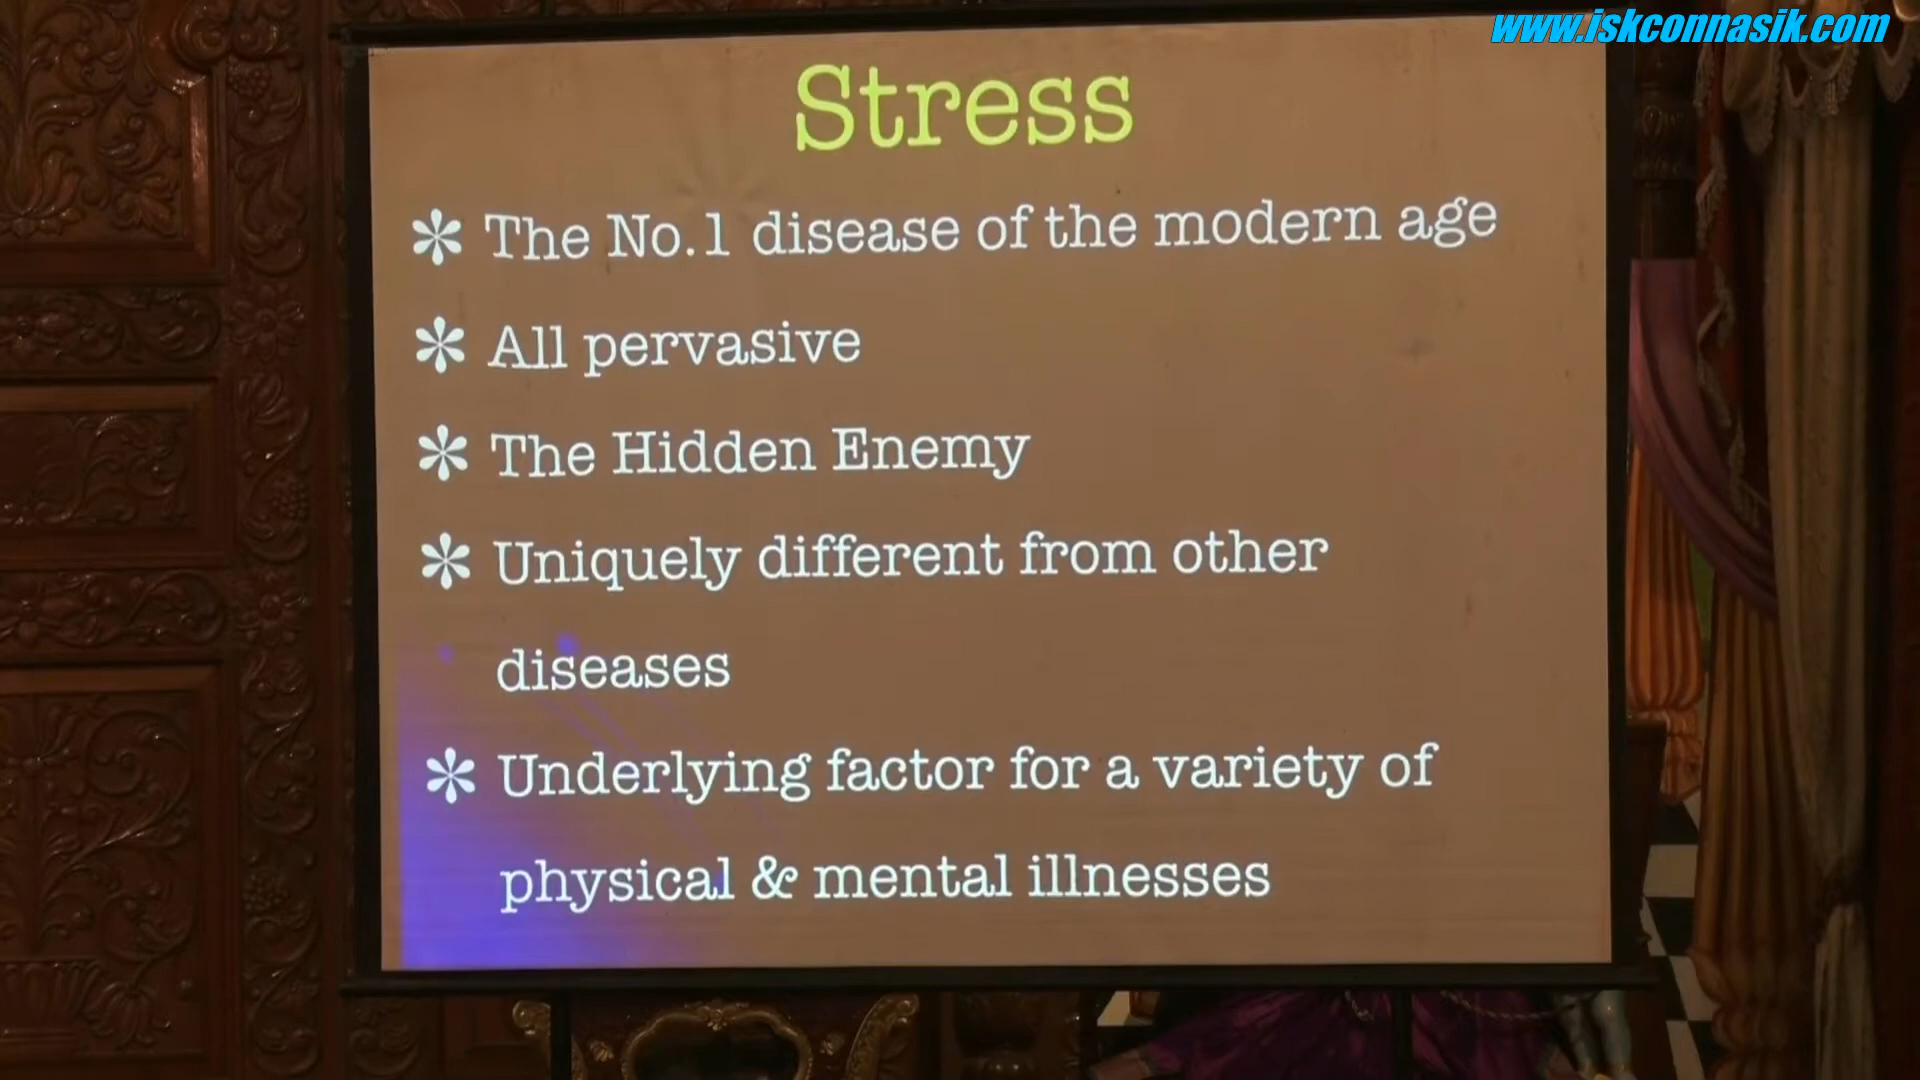 www.iskconnasik.com
Stress
✼ The No.1 disease of the modern age
✼ All pervasive
✼ The Hidden Enemy
✼ Uniquely different from other
diseases
✼ Underlying factor for a variety of
physical & mental illnesses